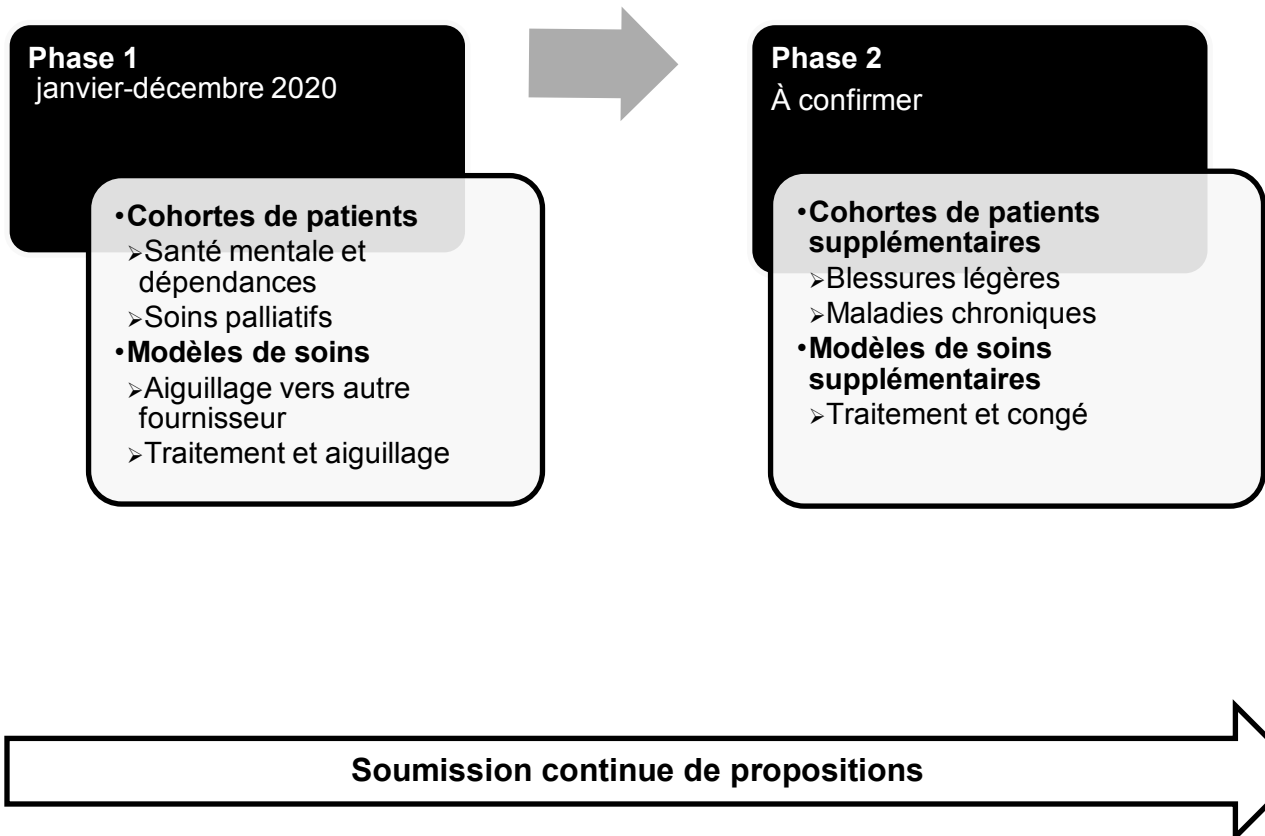 Phase 1
janvier-décembre 2020
•Cohortes de patients
➢Santé mentale et
dépendances
➢Soins palliatifs
•Modèles de soins
➢Aiguillage vers autre
fournisseur
➢Traitement et aiguillage
Phase 2
À confirmer
•Cohortes de patients
supplémentaires
➢Blessures légères
➢Maladies chroniques
•Modèles de soins
supplémentaires
➢Traitement et congé
Soumission continue de propositions